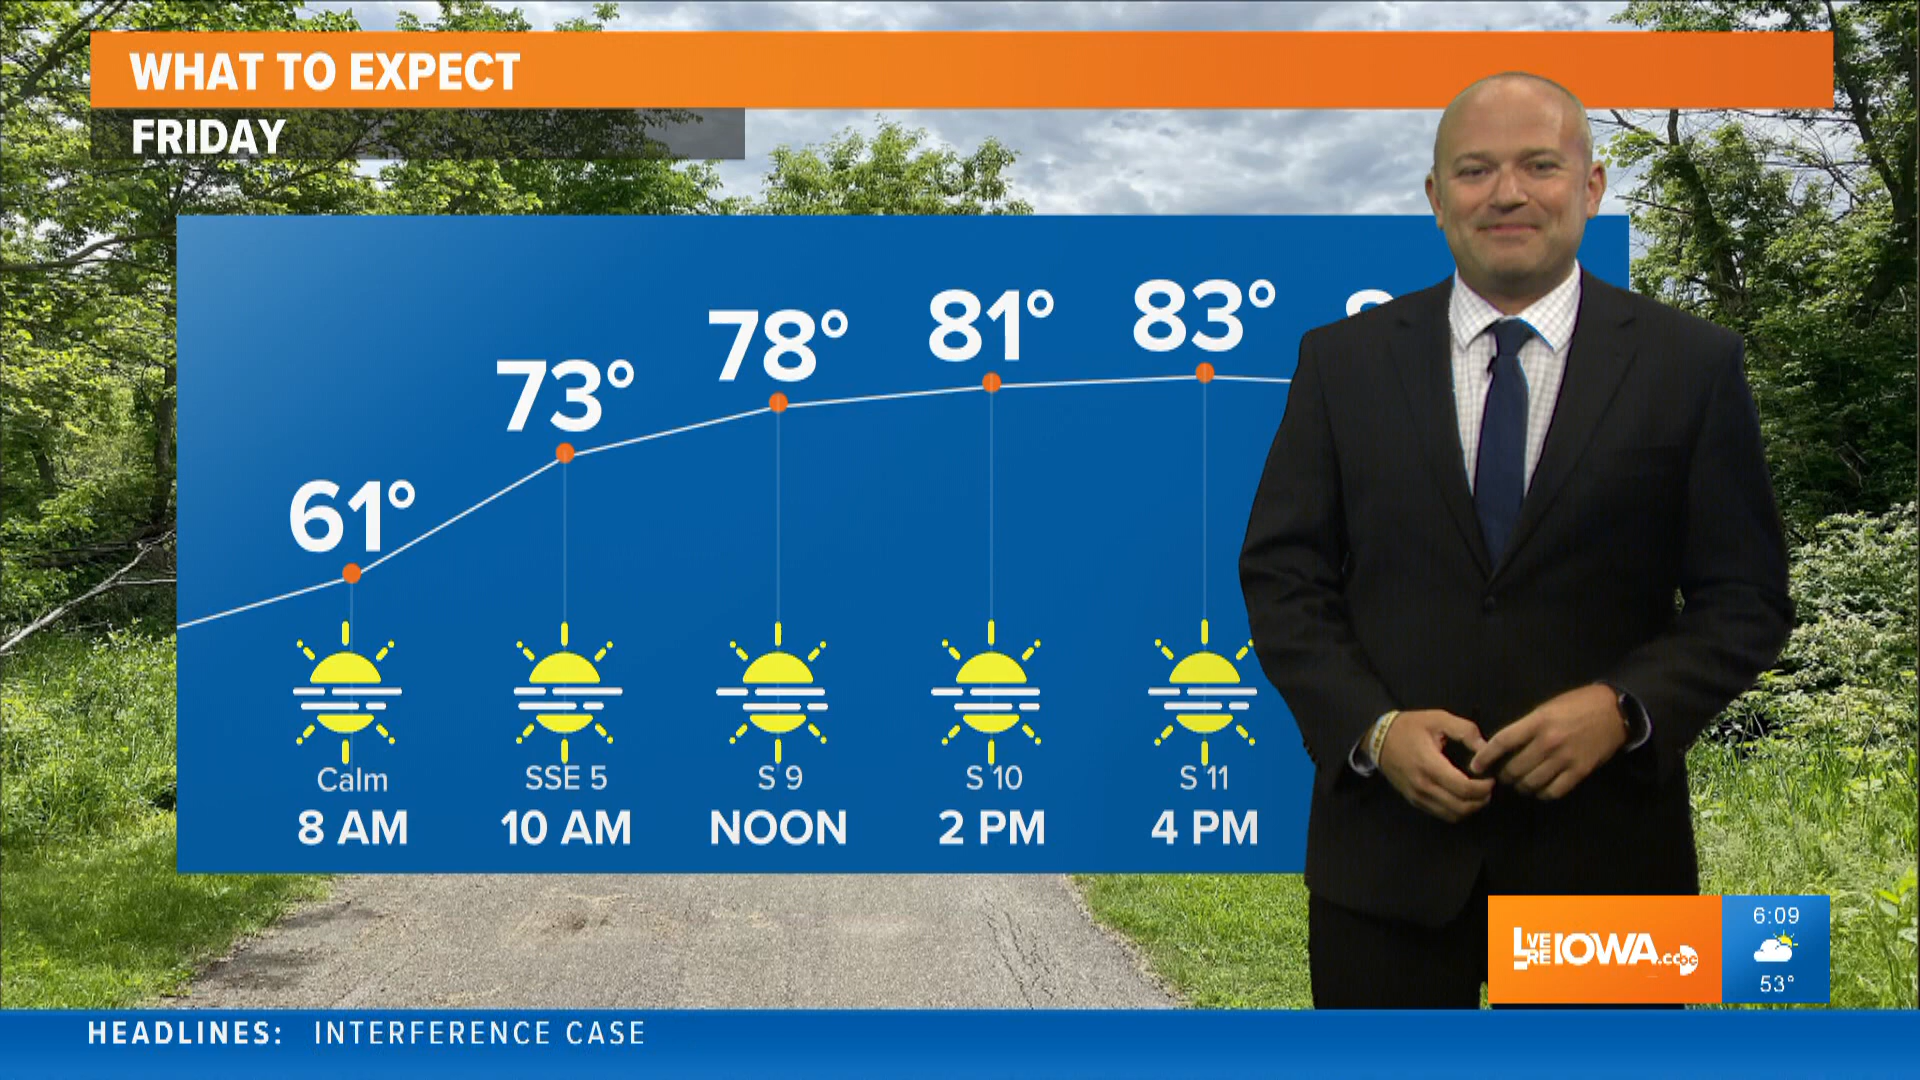 WHAT TO EXPECT
FRIDAY
61° 73° 78° 81° 83°
Calm SSE 5 S 9 S 10 S 11
8 AM 10 AM NOON 2 PM 4 PM
6:09
IOWA
53°
HEADLINES: INTERFERENCE CASE